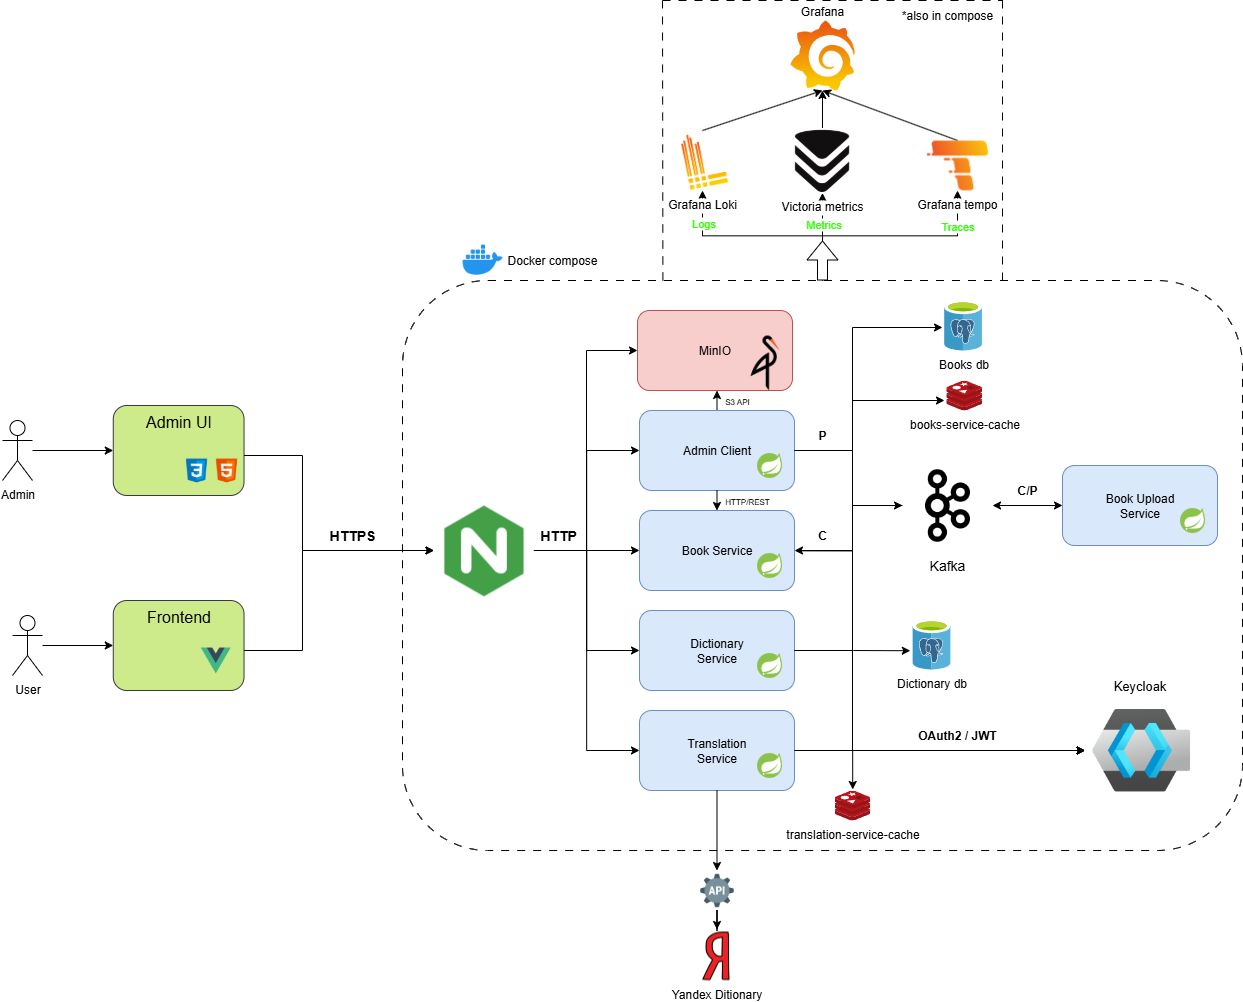 Grafana
*also in compose
Grafana Loki
Victoria metrics
Grafana tempo
Logs
Metrics
Traces
Docker compose
MinIO
Books db
S3 API
books-service-cache
Admin UI
3
5
Admin
Admin Client
P
HTTP/REST
C/P
Book Upload
Service
HTTPS
N
HTTP
Book Service
C
Kafka
Frontend
User
Dictionary
Service
Dictionary db
Keycloak
Translation
Service
OAuth2 / JWT
translation-service-cache
API
Я
Yandex Ditionary